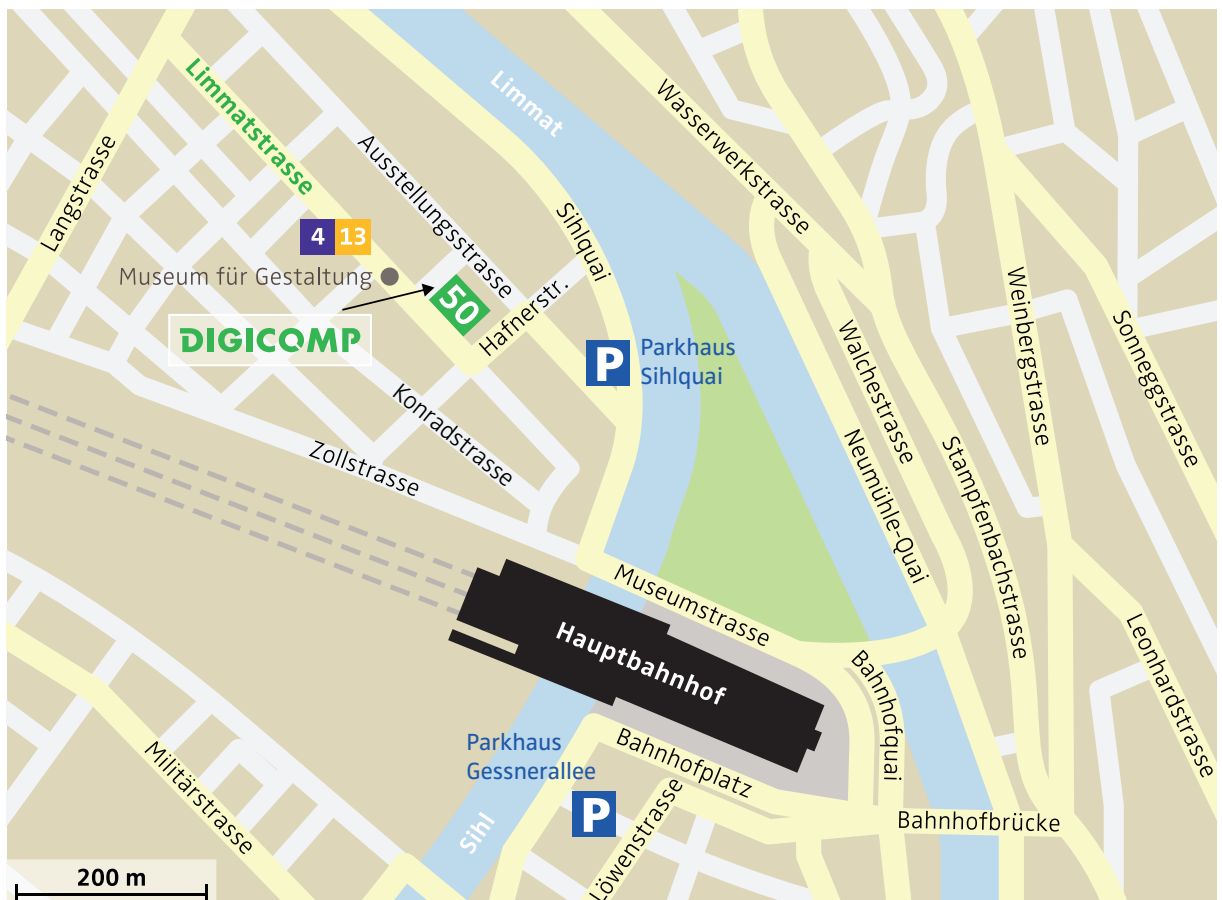 Limmat
Wasserwerkstrasse
Limmatstrasse
Ausstellungsstrasse
Langstrasse
Sihlquai
4 13
Museum für Gestaltung
50
Hafnerstr.
DIGICOMP
P
Parkhaus
Sihlquai
Walchestrasse
Weinbergstrasse
Sonneggstrasse
Konradstrasse
Zollstrasse
Neumühle-Quai
Stampfenbachstrasse
Museumstrasse
Hauptbahnhof
Leonhardstrasse
Bahnhofquai
Parkhaus
Gessnerallee
P
Bahnhofplatz
Militärstrasse
Sihl
Löwenstrasse
Bahnhofbrücke
200 m